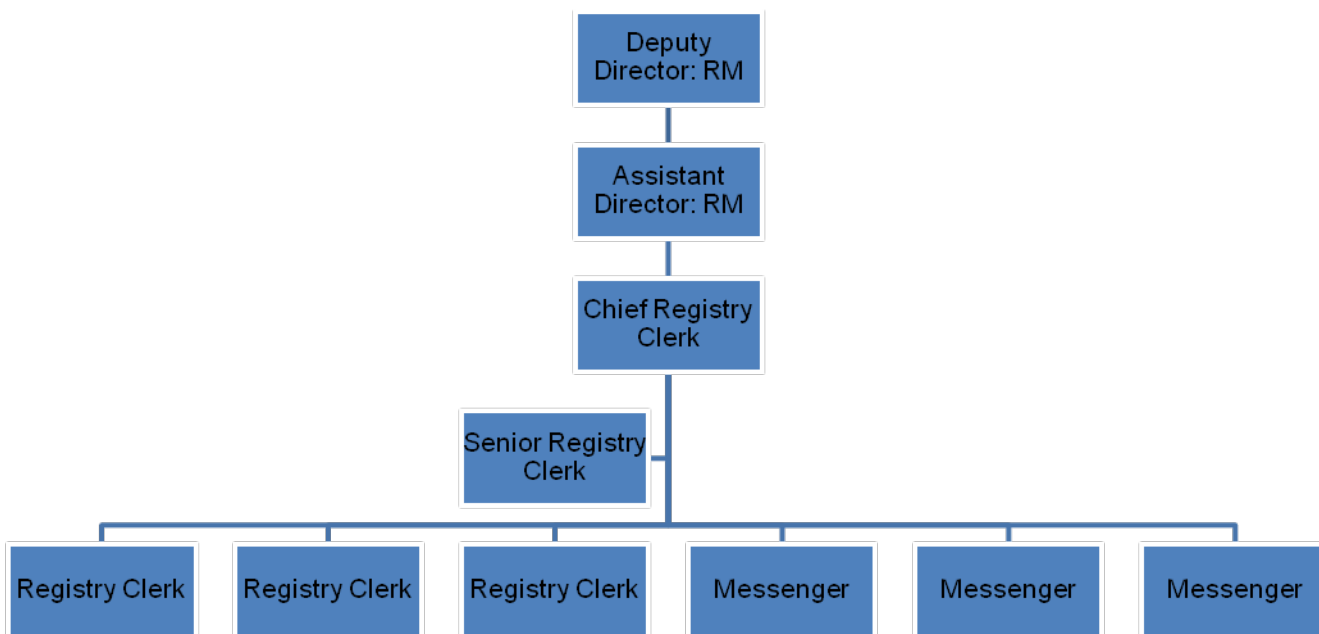 Deputy
Director: RM
Assistant
Director: RM
Chief Registry
Clerk
Senior Registry
Clerk
Registry Clerk
Registry Clerk
Registry Clerk
Messenger
Messenger
Messenger